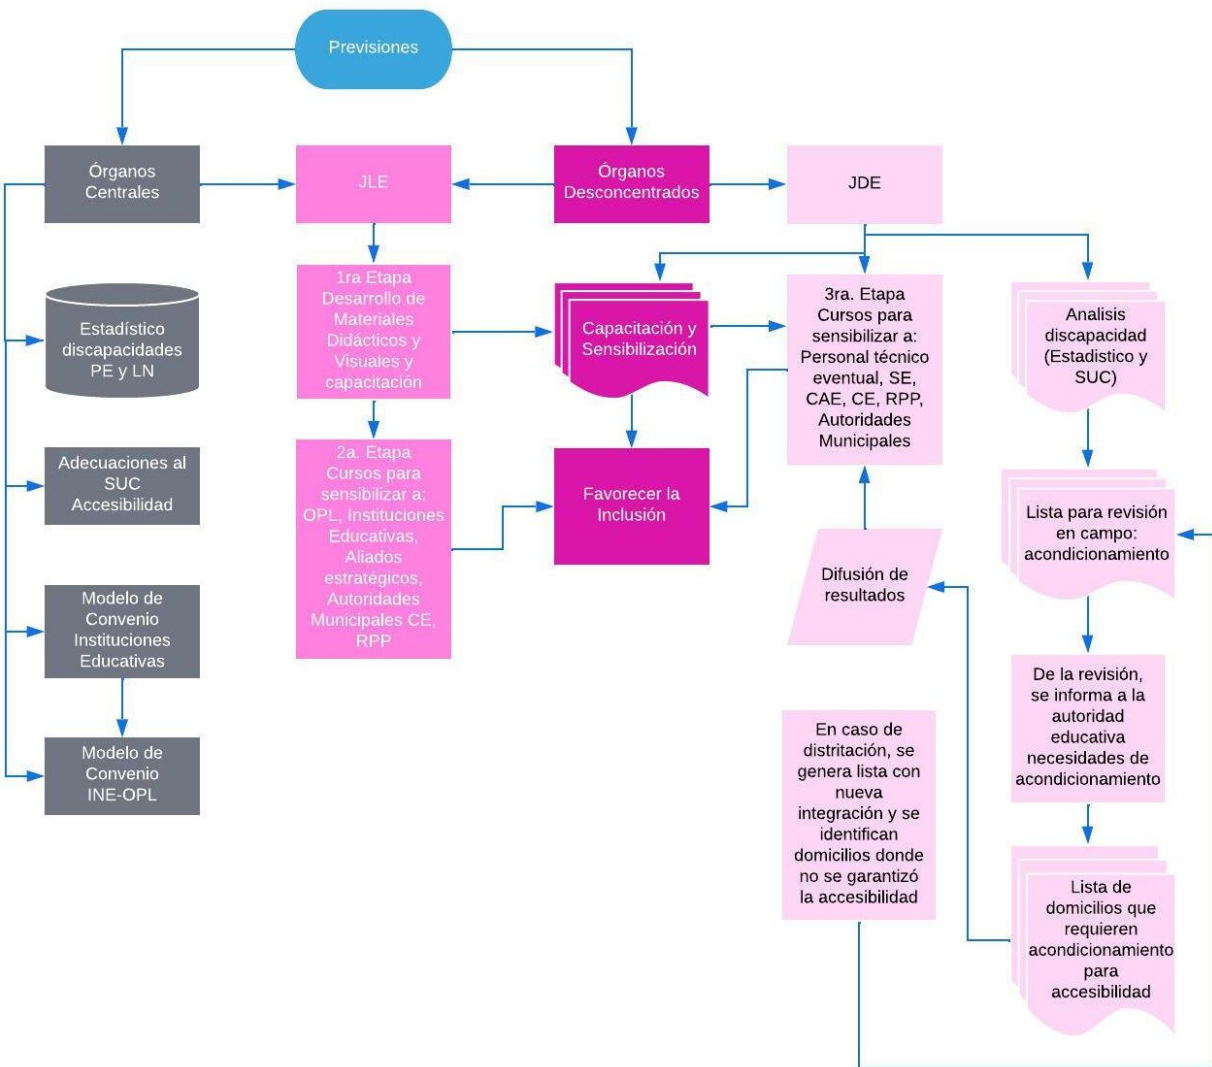 Previsiones
Órganos
Centrales
JLE
Órganos
Desconcentrados
JDE
Estadístico
discapacidades
PE y LN
Adecuaciones al
SUC
Accesibilidad
Modelo de
Convenio
Instituciones
Educativas
Modelo de
Convenio
INE-OPL
1ra Etapa
Desarrollo de
Materiales
Didácticos y
Visuales y
capacitación
2a. Etapa
Cursos para
sensibilizar a:
OPL, Instituciones
Educativas,
Aliados
estratégicos,
Autoridades
Municipales CE,
RPP
Capacitación y
Sensibilización
Favorecer la
Inclusión
3ra. Etapa
Cursos para
sensibilizar a:
Personal técnico
eventual, SE,
CAE, CE, RPP,
Autoridades
Municipales
Difusión de
resultados
En caso de
distritación, se
genera lista con
nueva
integración y se
identifican
domicilios donde
no se garantizó
la accesibilidad
Analisis
discapacidad
(Estadistico y
SUC)
Lista para revisión
en campo:
acondicionamiento
De la revisión,
se informa a la
autoridad
educativa
necesidades de
acondicionamiento
Lista de
domicilios que
requieren
acondicionamiento
para
accesibilidad